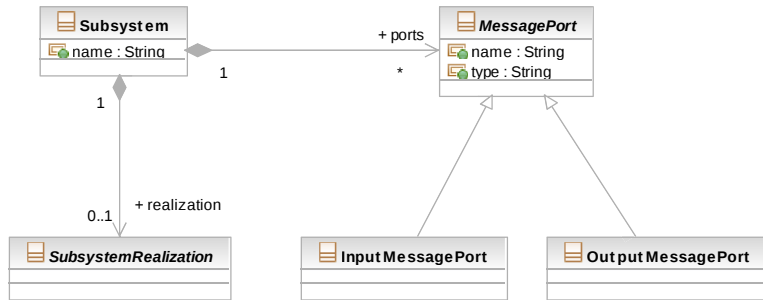 Subsystem
name : String
MessagePort
name : String
type : String
+ ports
1
*
1
+ realization
0..1
SubsystemRealization
InputMessagePort
OutputMessagePort